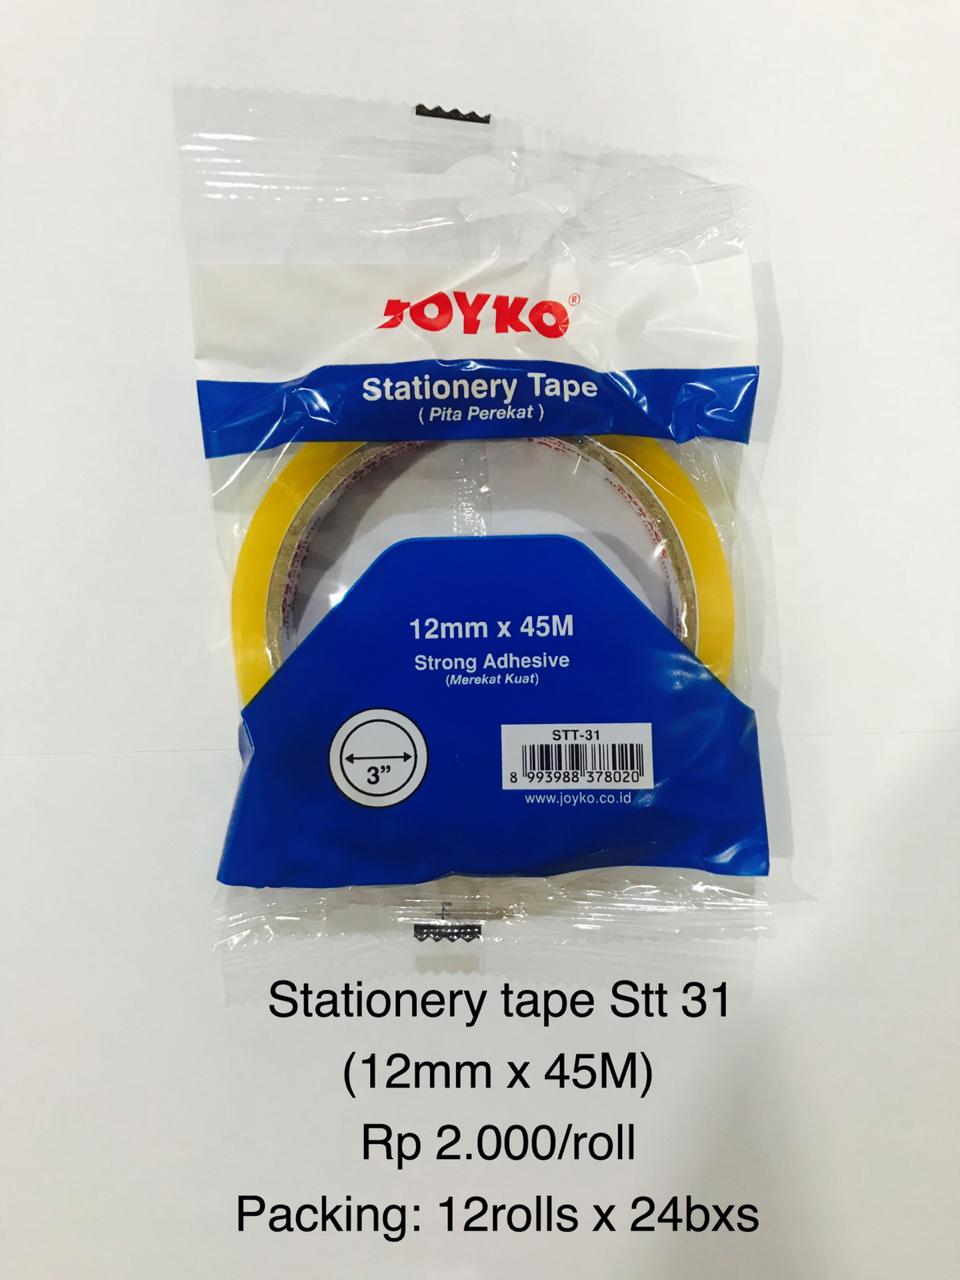 JOYKO®
Stationery Tape
( Pita Perekat )
12mm x 45M
Strong Adhesive
(Merekat Kuat)
3”
STT-31
8 993988 378020
www.joyko.co.id
Stationery tape Stt 31
(12mm x 45M)
Rp 2.000/roll
Packing: 12rolls x 24bxs